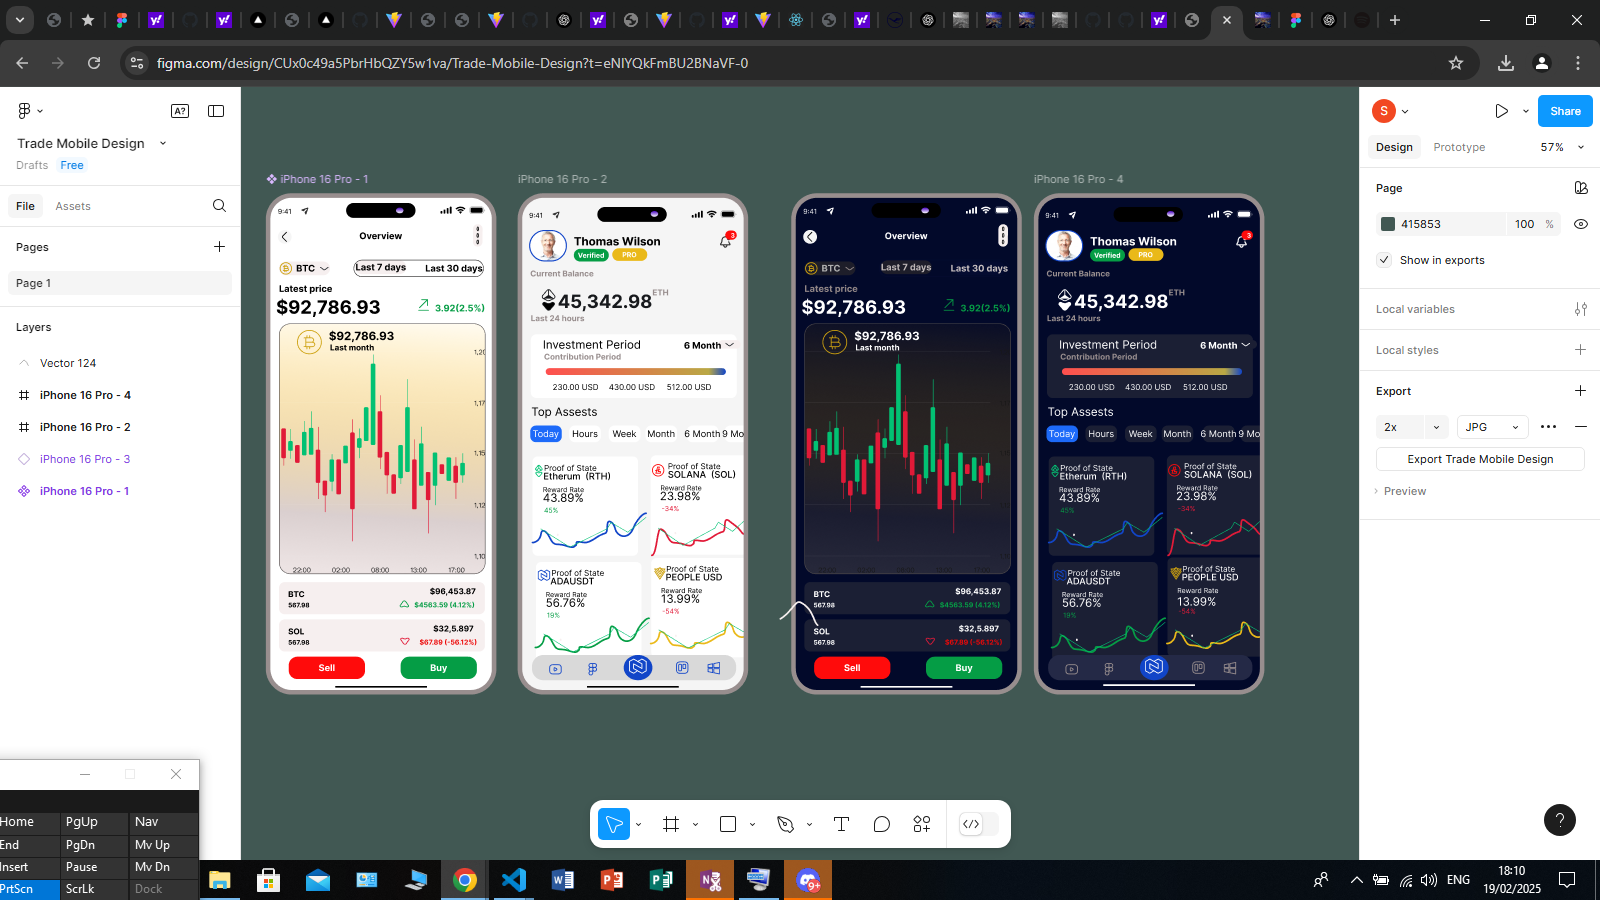 figma.com/design/CUx0c49a5PbrHbQZY5w1va/Trade-Mobile-Design?t=eNlYQkFmBU2BNaVF-0
A?
Trade Mobile Design
Drafts Free
File Assets
Pages
Page 1
Layers
Vector 124
iPhone 16 Pro - 4
iPhone 16 Pro - 2
iPhone 16 Pro - 3
iPhone 16 Pro - 1
iPhone 16 Pro - 1
9:41
Overview
BTC
Last 7 days
Last 30 days
Latest price
$92,786.93
3.92(2.5%)
$92,786.93
Last month
1,20
1,17
1,15
1,12
1,10
22:00 02:00 08:00 13:00 17:00
BTC
567.98
$96,453.87
$4563.59 (4.12%)
SOL
567.98
$32,5.897
$67.89 (-56.12%)
Sell
Buy
iPhone 16 Pro - 2
9:41
Thomas Wilson
Verified
PRO
3
Current Balance
45,342.98 ETH
Last 24 hours
Investment Period
Contribution Period
6 Month
230.00 USD 430.00 USD 512.00 USD
Top Assests
Today Hours Week Month 6 Month 9 Mo
Proof of State
Etherum (RTH)
Reward Rate
43.89%
45%
Proof of State
SOLANA (SOL)
Reward Rate
23.98%
-34%
Proof of State
ADAUSDT
Reward Rate
56.76%
19%
Proof of State
PEOPLE USD
Reward Rate
13.99%
-54%
9:41
Overview
BTC
Last 7 days
Last 30 days
Latest price
$92,786.93
3.92(2.5%)
$92,786.93
Last month
BTC
567.98
$96,453.87
$4563.59 (4.12%)
SOL
567.98
$32,5.897
$67.89 (-56.12%)
Sell
Buy
iPhone 16 Pro - 4
9:41
Thomas Wilson
Verified
PRO
3
Current Balance
45,342.98 ETH
Last 24 hours
Investment Period
Contribution Period
6 Month
230.00 USD 430.00 USD 512.00 USD
Top Assests
Today Hours Week Month 6 Month 9 Mo
Proof of State
Etherum (RTH)
Reward Rate
43.89%
45%
Proof of State
SOLANA (SOL)
Reward Rate
23.98%
-34%
Proof of State
ADAUSDT
Reward Rate
56.76%
19%
Proof of State
PEOPLE USD
Reward Rate
13.99%
-54%
S
Share
Design Prototype 57%
Page
415853 100 %
Show in exports
Local variables
Local styles
Export
2x JPG
Export Trade Mobile Design
Preview
?
Home PgUp Nav
End PgDn Mv Up
Insert Pause Mv Dn
PrtScn ScrLk Dock
9+
ENG
18:10
19/02/2025